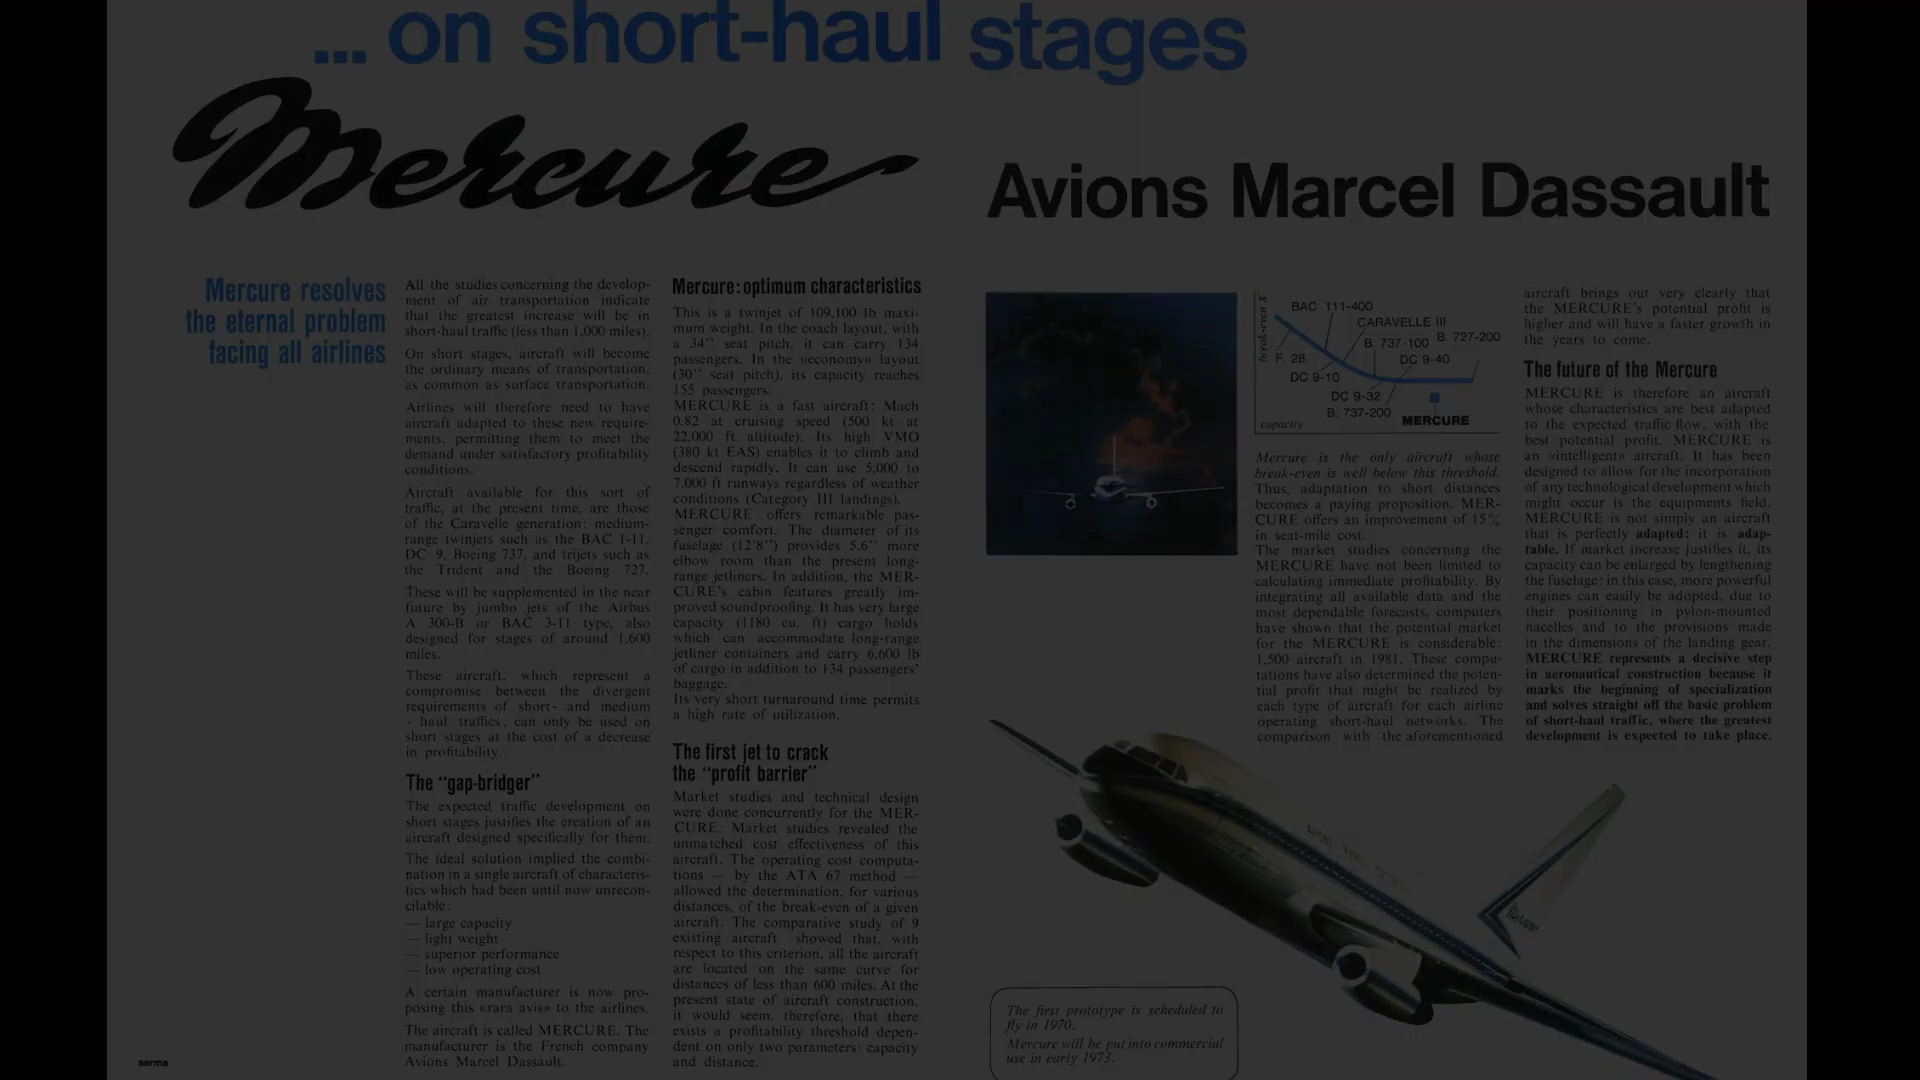 ... on short-haul stages
Mercure
Avions Marcel Dassault
Mercure resolves
the eternal problem
facing all airlines
All the studies concerning the develop-
ment of air transportation indicate
that the greatest increase will be in
short-haul traffic (less than 1,000 miles).
On short stages, aircraft will become
the ordinary means of transportation,
as common as surface transportation.
Airlines will therefore need to have
aircraft adapted to these new require-
ments, permitting them to meet the
demand under satisfactory profitability
conditions.
Aircraft available for this sort of
traffic, at the present time, are those
of the Caravelle generation: medium-
range twinjets such as the BAC 1-11,
DC 9, Boeing 737, and trijets such as
the Trident and the Boeing 727.
These will be supplemented in the near
future by jumbo jets of the Airbus
A 300-B or BAC 3-11 type, also
designed for stages of around 1,600
miles.
These aircraft, which represent a
compromise between the divergent
requirements of short- and medium
- haul traffics, can only be used on
short stages at the cost of a decrease
in profitability.
The "gap-bridger"
The expected traffic development on
short stages justifies the creation of an
aircraft designed specifically for them.
The ideal solution implied the combi-
nation in a single aircraft of characteris-
tics which had been until now unrecon-
cilable:
— large capacity
— light weight
— superior performance
— low operating cost
A certain manufacturer is now pro-
posing this «rara avis» to the airlines.
The aircraft is called MERCURE. The
manufacturer is the French company
Avions Marcel Dassault.
serma
Mercure: optimum characteristics
This is a twinjet of 109,100 lb maxi-
mum weight. In the coach layout, with
a 34'' seat pitch, it can carry 134
passengers. In the «economy» layout
(30'' seat pitch), its capacity reaches
155 passengers.
MERCURE is a fast aircraft: Mach
0.82 at cruising speed (500 kt at
22,000 ft altitude). Its high VMO
(380 kt EAS) enables it to climb and
descend rapidly. It can use 5,000 to
7,000 ft runways regardless of weather
conditions (Category III landings).
MERCURE offers remarkable pas-
senger comfort. The diameter of its
fuselage (12'8'') provides 5.6'' more
elbow room than the present long-
range jetliners. In addition, the MER-
CURE's cabin features greatly im-
proved soundproofing. It has very large
capacity (1180 cu. ft) cargo holds
which can accommodate long-range
jetliner containers and carry 6,600 lb
of cargo in addition to 134 passengers'
baggage.
Its very short turnaround time permits
a high rate of utilization.
The first jet to crack
the "profit barrier"
Market studies and technical design
were done concurrently for the MER-
CURE. Market studies revealed the
unmatched cost effectiveness of this
aircraft. The operating cost computa-
tions — by the ATA 67 method —
allowed the determination, for various
distances, of the break-even of a given
aircraft. The comparative study of 9
existing aircraft showed that, with
respect to this criterion, all the aircraft
are located on the same curve for
distances of less than 600 miles. At the
present state of aircraft construction,
it would seem, therefore, that there
exists a profitability threshold depen-
dent on only two parameters: capacity
and distance.
break-even %
BAC 111-400
CARAVELLE III
B. 737-100 B. 727-200
F. 28
DC 9-40
DC 9-10
DC 9-32
B. 737-200
MERCURE
capacity
Mercure is the only aircraft whose
break-even is well below this threshold.
Thus, adaptation to short distances
becomes a paying proposition. MER-
CURE offers an improvement of 15%
in seat-mile cost.
The market studies concerning the
MERCURE have not been limited to
calculating immediate profitability. By
integrating all available data and the
most dependable forecasts, computers
have shown that the potential market
for the MERCURE is considerable:
1,500 aircraft in 1981. These compu-
tations have also determined the poten-
tial profit that might be realized by
each type of aircraft for each airline
operating short-haul networks. The
comparison with the aforementioned
aircraft brings out very clearly that
the MERCURE's potential profit is
higher and will have a faster growth in
the years to come.
The future of the Mercure
MERCURE is therefore an aircraft
whose characteristics are best adapted
to the expected traffic flow, with the
best potential profit. MERCURE is
an «intelligent» aircraft. It has been
designed to allow for the incorporation
of any technological development which
might occur is the equipments field.
MERCURE is not simply an aircraft
that is perfectly adapted: it is adap-
table. If market increase justifies it, its
capacity can be enlarged by lengthening
the fuselage: in this case, more powerful
engines can easily be adopted, due to
their positioning in pylon-mounted
nacelles and to the provisions made
in the dimensions of the landing gear.
MERCURE represents a decisive step
in aeronautical construction because it
marks the beginning of specialization
and solves straight off the basic problem
of short-haul traffic, where the greatest
development is expected to take place.
Mercure
The first prototype is scheduled to
fly in 1970.
Mercure will be put into commercial
use in early 1973.